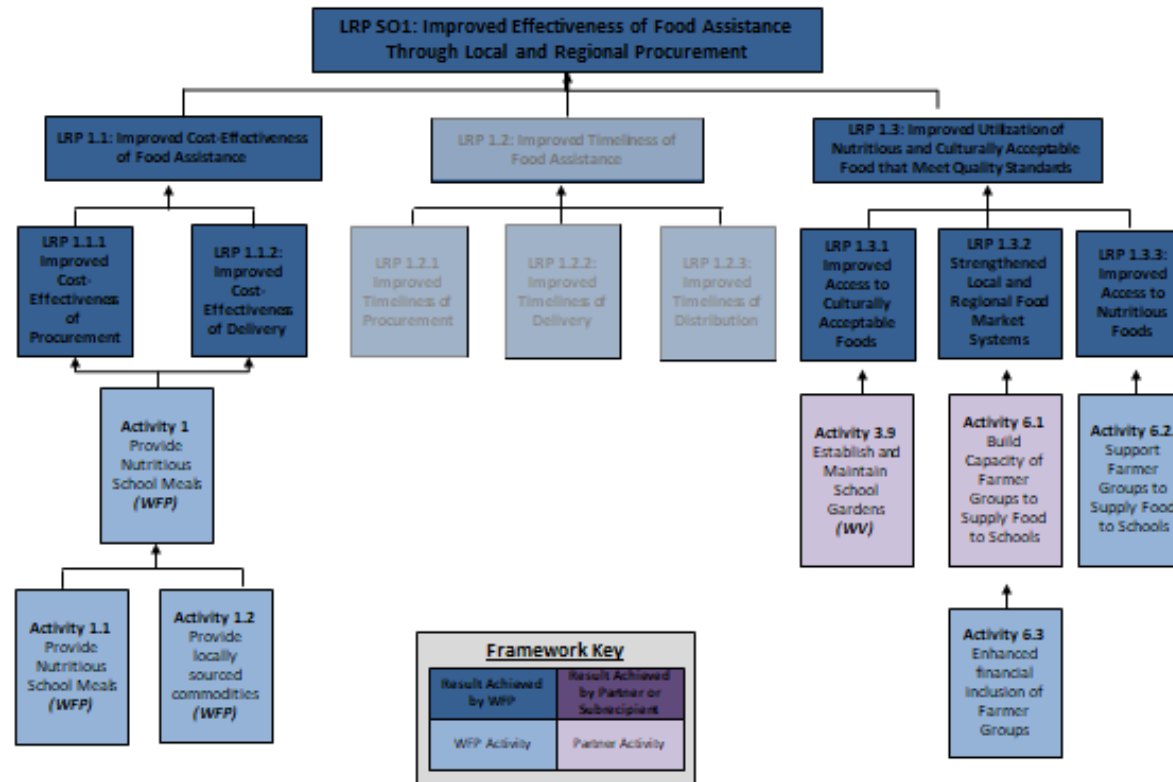 LRP SO1: Improved Effectiveness of Food Assistance
Through Local and Regional Procurement
LRP 1.1: Improved Cost-Effectiveness
of Food Assistance
LRP 1.2: Improved Timeliness of
Food Assistance
LRP 1.3: Improved Utilization of
Nutritious and Culturally Acceptable
Food that Meet Quality Standards
LRP 1.1.1
Improved
Cost-
Effectiveness
of
Procurement
LRP 1.1.2:
Improved
Cost-
Effectiveness
of Delivery
LRP 1.2.1
Improved
Timeliness of
Procurement
LRP 1.2.2:
Improved
Timeliness of
Delivery
LRP 1.2.3:
Improved
Timeliness of
Distribution
LRP 1.3.1
Improved
Access to
Culturally
Acceptable
Foods
LRP 1.3.2
Strengthened
Local and
Regional Food
Market
Systems
LRP 1.3.3:
Improved
Access to
Nutritious
Foods
Activity 1
Provide
Nutritious
School Meals
(WFP)
Activity 3.9
Establish and
Maintain
School
Gardens
(WV)
Activity 6.1
Build
Capacity of
Farmer
Groups to
Supply Food
to Schools
Activity 6.2
Support
Farmer
Groups to
Supply Food
to Schools
Activity 1.1
Provide
Nutritious
School Meals
(WFP)
Activity 1.2
Provide
locally
sourced
commodities
(WFP)
Activity 6.3
Enhanced
financial
inclusion of
Farmer
Groups
Framework Key
Result Achieved
by WFP
Result Achieved
by Partner or
Subrecipient
WFP Activity
Partner Activity